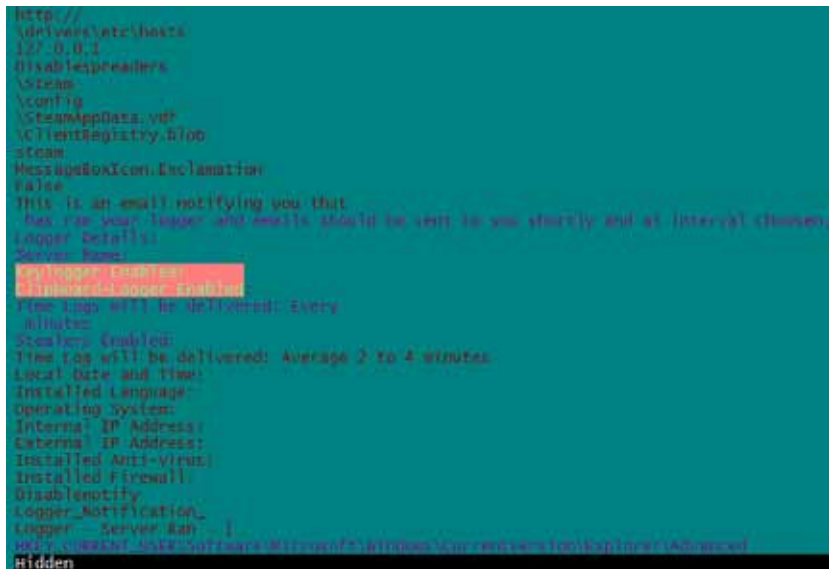 http://
\drivers\etc\hosts
127.0.0.1
Disablespreaders
\Steam
\config
\SteamAppData.vdf
\ClientRegistry.blob
steam
MessageBoxIcon.Exclamation
False
This is an email notifying you that
has ran your logger and emails should be sent to you shortly and at interval choosen.
Logger Details:
Server Name:
Keylogger Enabled:
Clipboard-Logger Enabled:
Time Logs will be delivered: Every
minutes
Stealers Enabled:
Time Log will be delivered: Average 2 to 4 minutes
Local Date and Time:
Installed Language:
Operating System:
Internal IP Address:
External IP Address:
Installed Anti-Virus:
Installed Firewall:
Disablenotify
Logger_Notification_
Logger - Server Ran - [
HKEY_CURRENT_USER\Software\Microsoft\Windows\CurrentVersion\Explorer\Advanced
Hidden